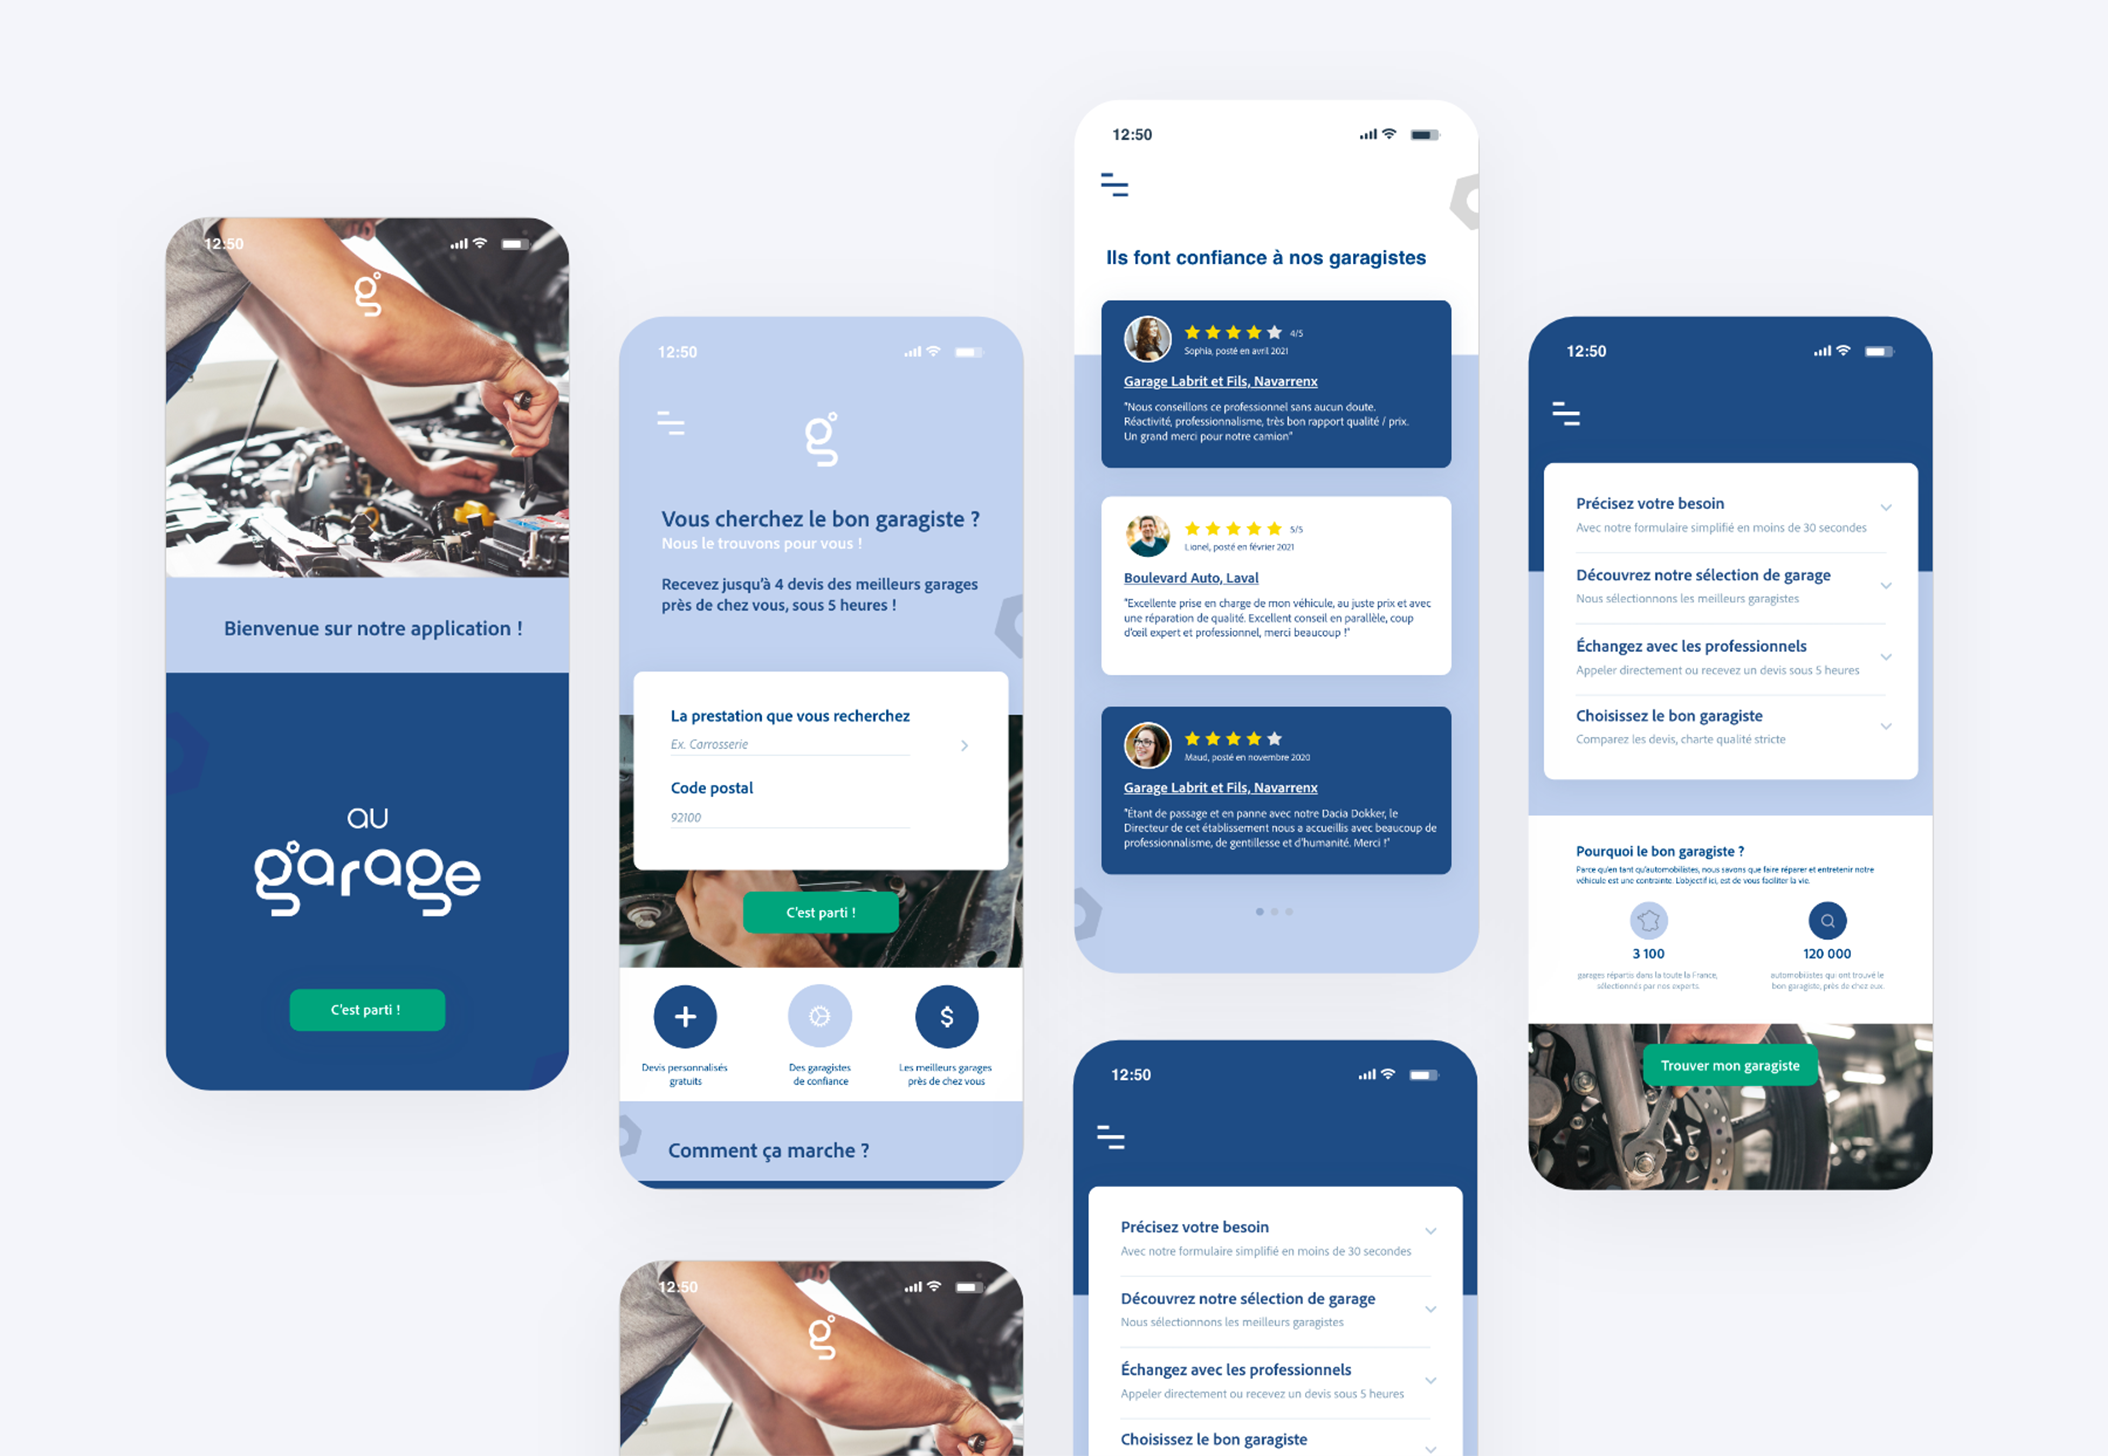 12:50
g
Bienvenue sur notre application !
au
garage
C'est parti !
12:50
g
Vous cherchez le bon garagiste ?
Nous le trouvons pour vous !
Recevez jusqu'à 4 devis des meilleurs garages
près de chez vous, sous 5 heures !
La prestation que vous recherchez
Ex. Carrosserie
Code postal
92100
C'est parti !
Devis personnalisés
gratuits
Des garagistes
de confiance
Les meilleurs garages
près de chez vous
Comment ça marche ?
12:50
g
12:50
Ils font confiance à nos garagistes
4/5
Sophia, posté en avril 2021
Garage Labrit et Fils, Navarrenx
"Nous conseillons ce professionnel sans aucun doute.
Réactivité, professionnalisme, très bon rapport qualité / prix.
Un grand merci pour notre camion"
5/5
Lionel, posté en février 2021
Boulevard Auto, Laval
"Excellente prise en charge de mon véhicule, au juste prix et avec
une réparation de qualité. Excellent conseil en parallèle, coup
d'œil expert et professionnel, merci beaucoup !"
Maud, posté en novembre 2020
Garage Labrit et Fils, Navarrenx
"Étant de passage et en panne avec notre Dacia Dokker, le
Directeur de cet établissement nous a accueillis avec beaucoup de
professionnalisme, de gentillesse et d'humanité. Merci !"
12:50
Précisez votre besoin
Avec notre formulaire simplifié en moins de 30 secondes
Découvrez notre sélection de garage
Nous sélectionnons les meilleurs garagistes
Échangez avec les professionnels
Appeler directement ou recevez un devis sous 5 heures
Choisissez le bon garagiste
12:50
Précisez votre besoin
Avec notre formulaire simplifié en moins de 30 secondes
Découvrez notre sélection de garage
Nous sélectionnons les meilleurs garagistes
Échangez avec les professionnels
Appeler directement ou recevez un devis sous 5 heures
Choisissez le bon garagiste
Comparez les devis, charte qualité stricte
Pourquoi le bon garagiste ?
Parce qu'en tant qu'automobilistes, nous savons que faire réparer et entretenir notre
véhicule est une contrainte. L'objectif ici, est de vous faciliter la vie.
3 100
garages répartis dans la toute la France,
sélectionnés par nos experts.
120 000
automobilistes qui ont trouvé le
bon garagiste, près de chez eux.
Trouver mon garagiste